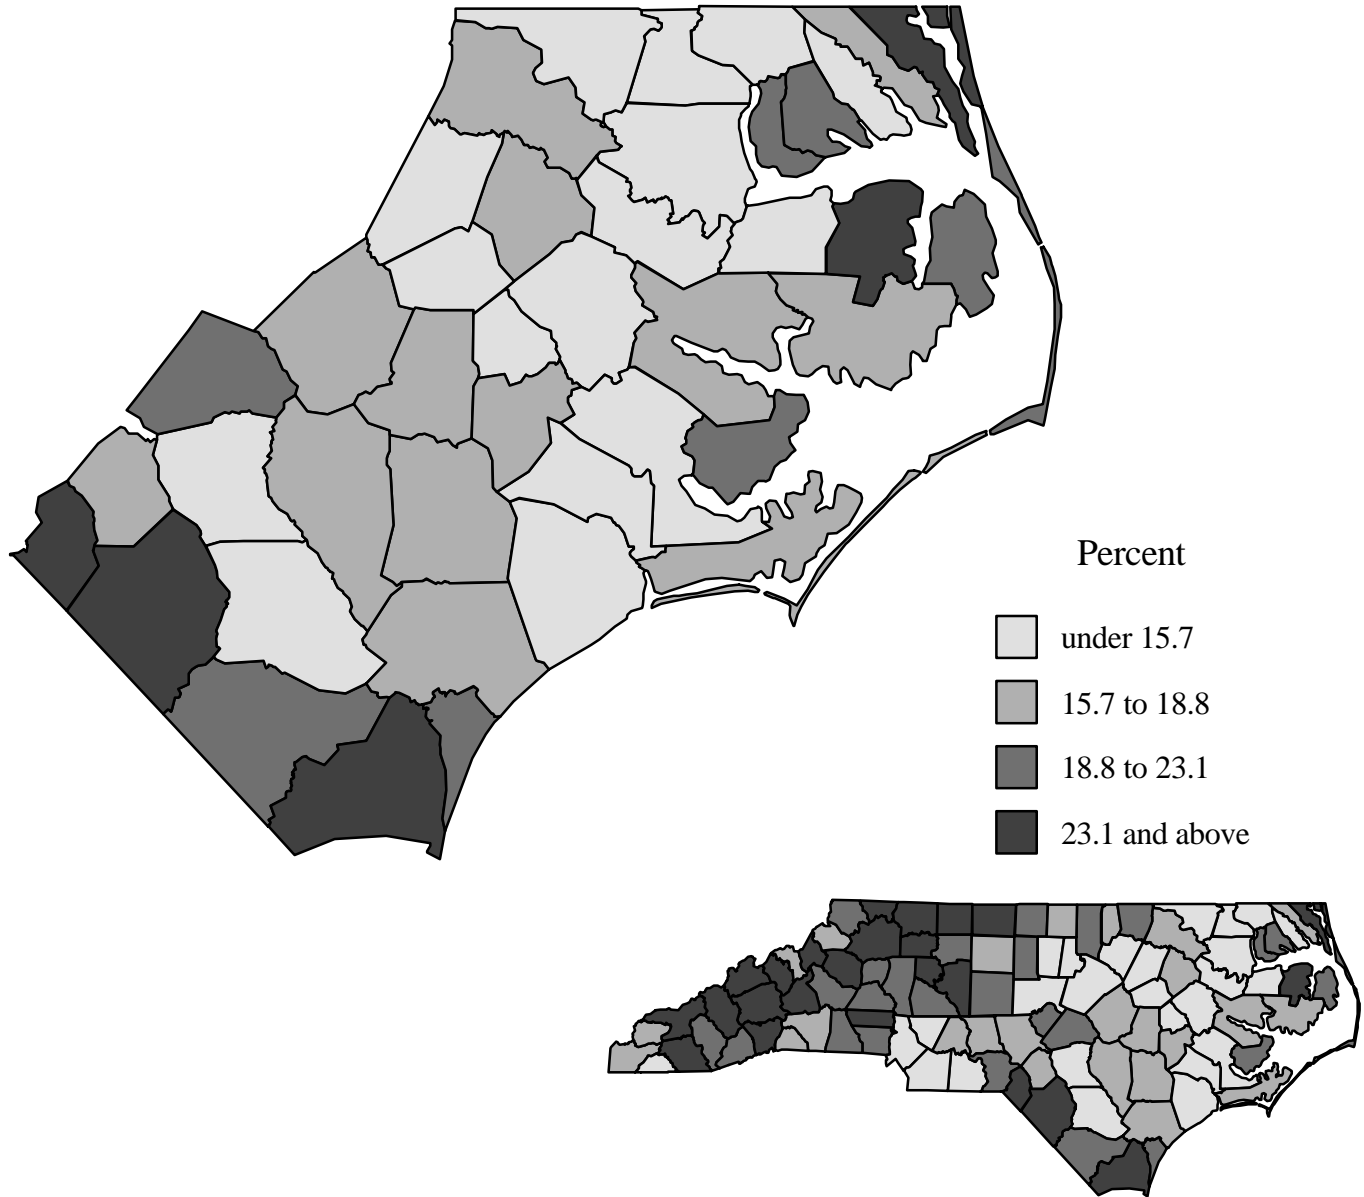 Percent
under 15.7
15.7 to 18.8
18.8 to 23.1
23.1 and above